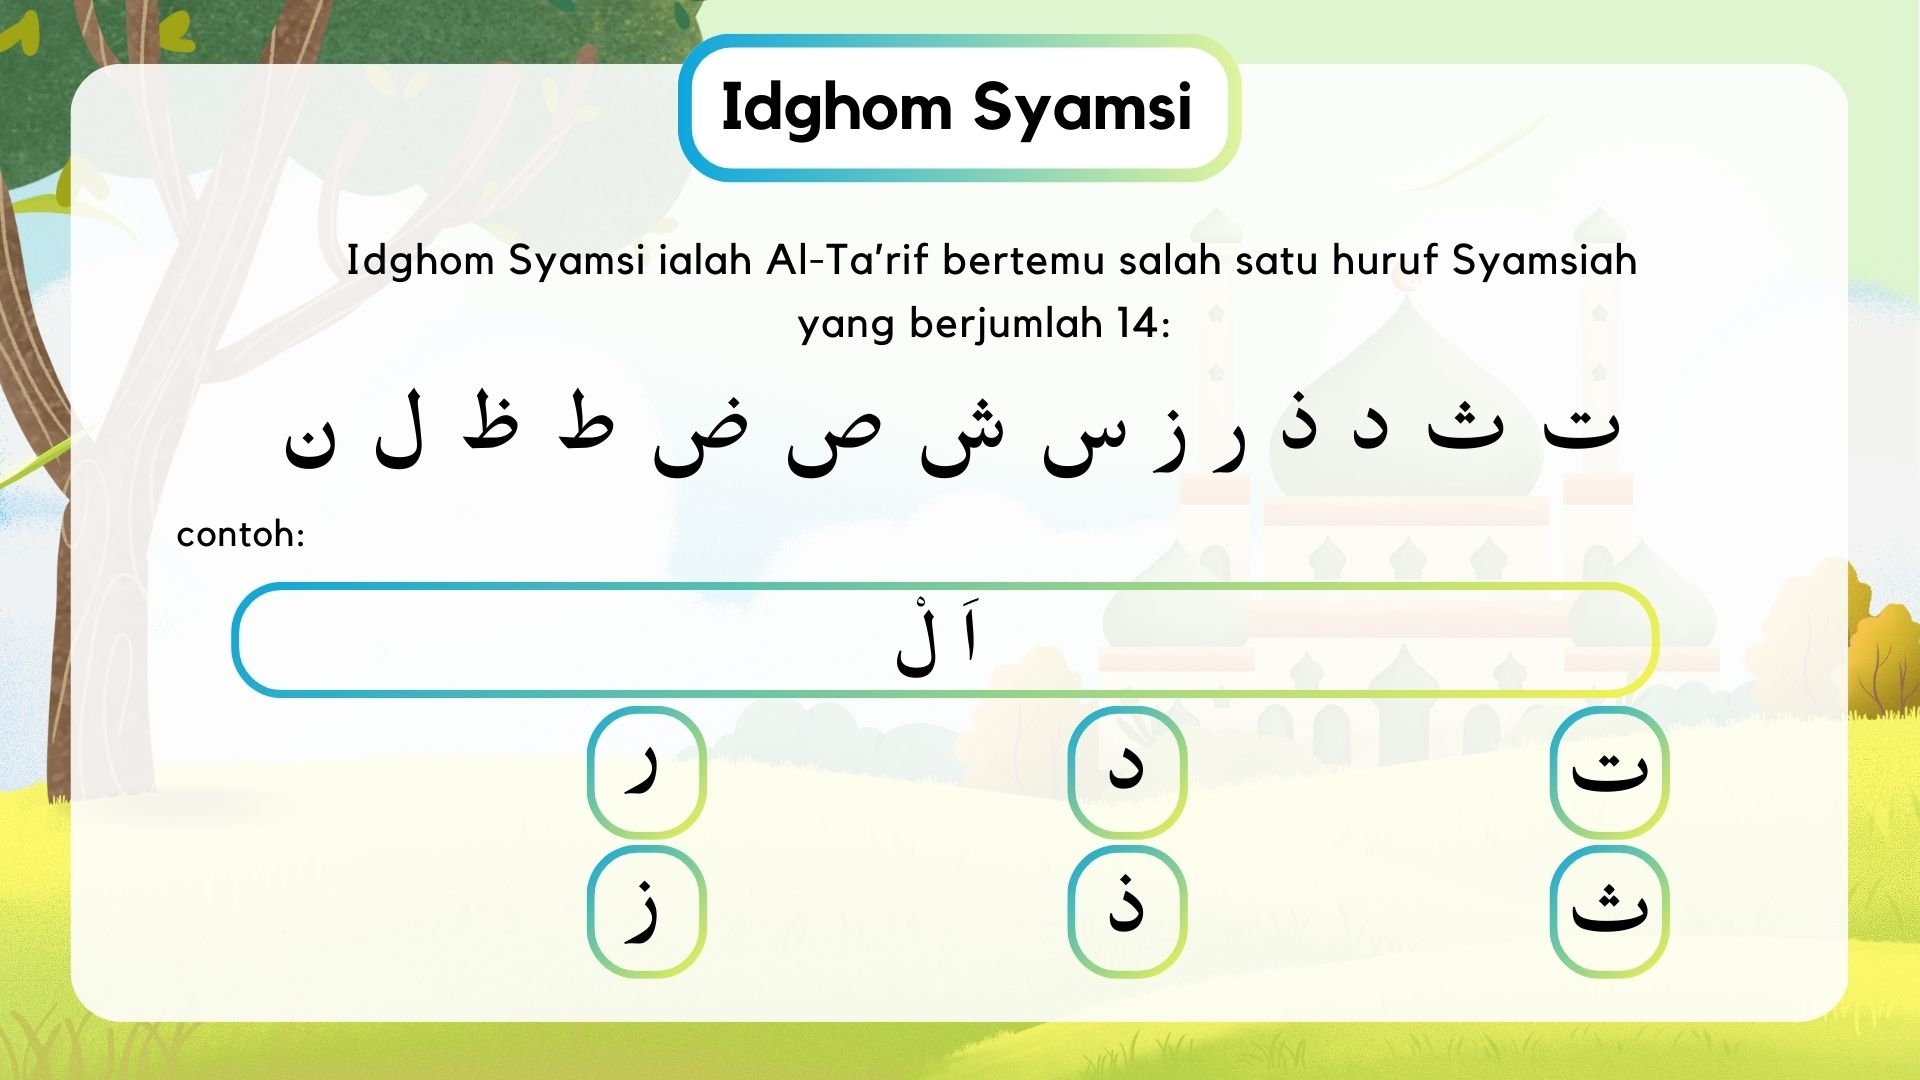 Idghom Syamsi
Idghom Syamsi ialah Al-Ta’rif bertemu salah satu huruf Syamsiah
yang berjumlah 14:
ت ث د ذ ر ز س ش ص ض ط ظ ل ن
contoh:
اَ لْ
ت د ر
ث ذ ز